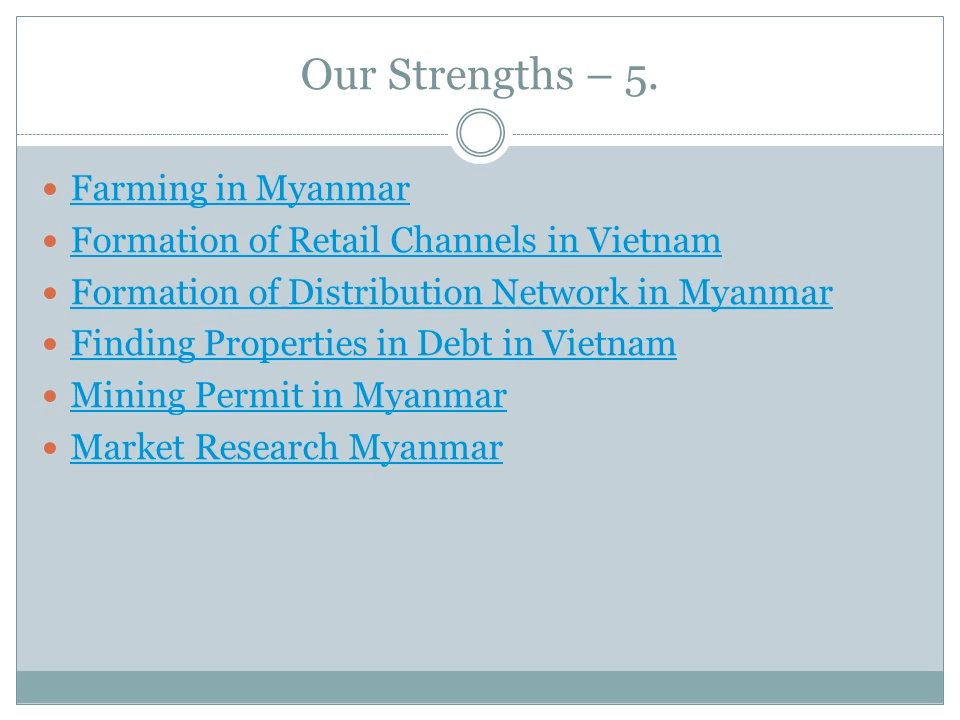 Our Strengths – 5.
Farming in Myanmar
Formation of Retail Channels in Vietnam
Formation of Distribution Network in Myanmar
Finding Properties in Debt in Vietnam
Mining Permit in Myanmar
Market Research Myanmar